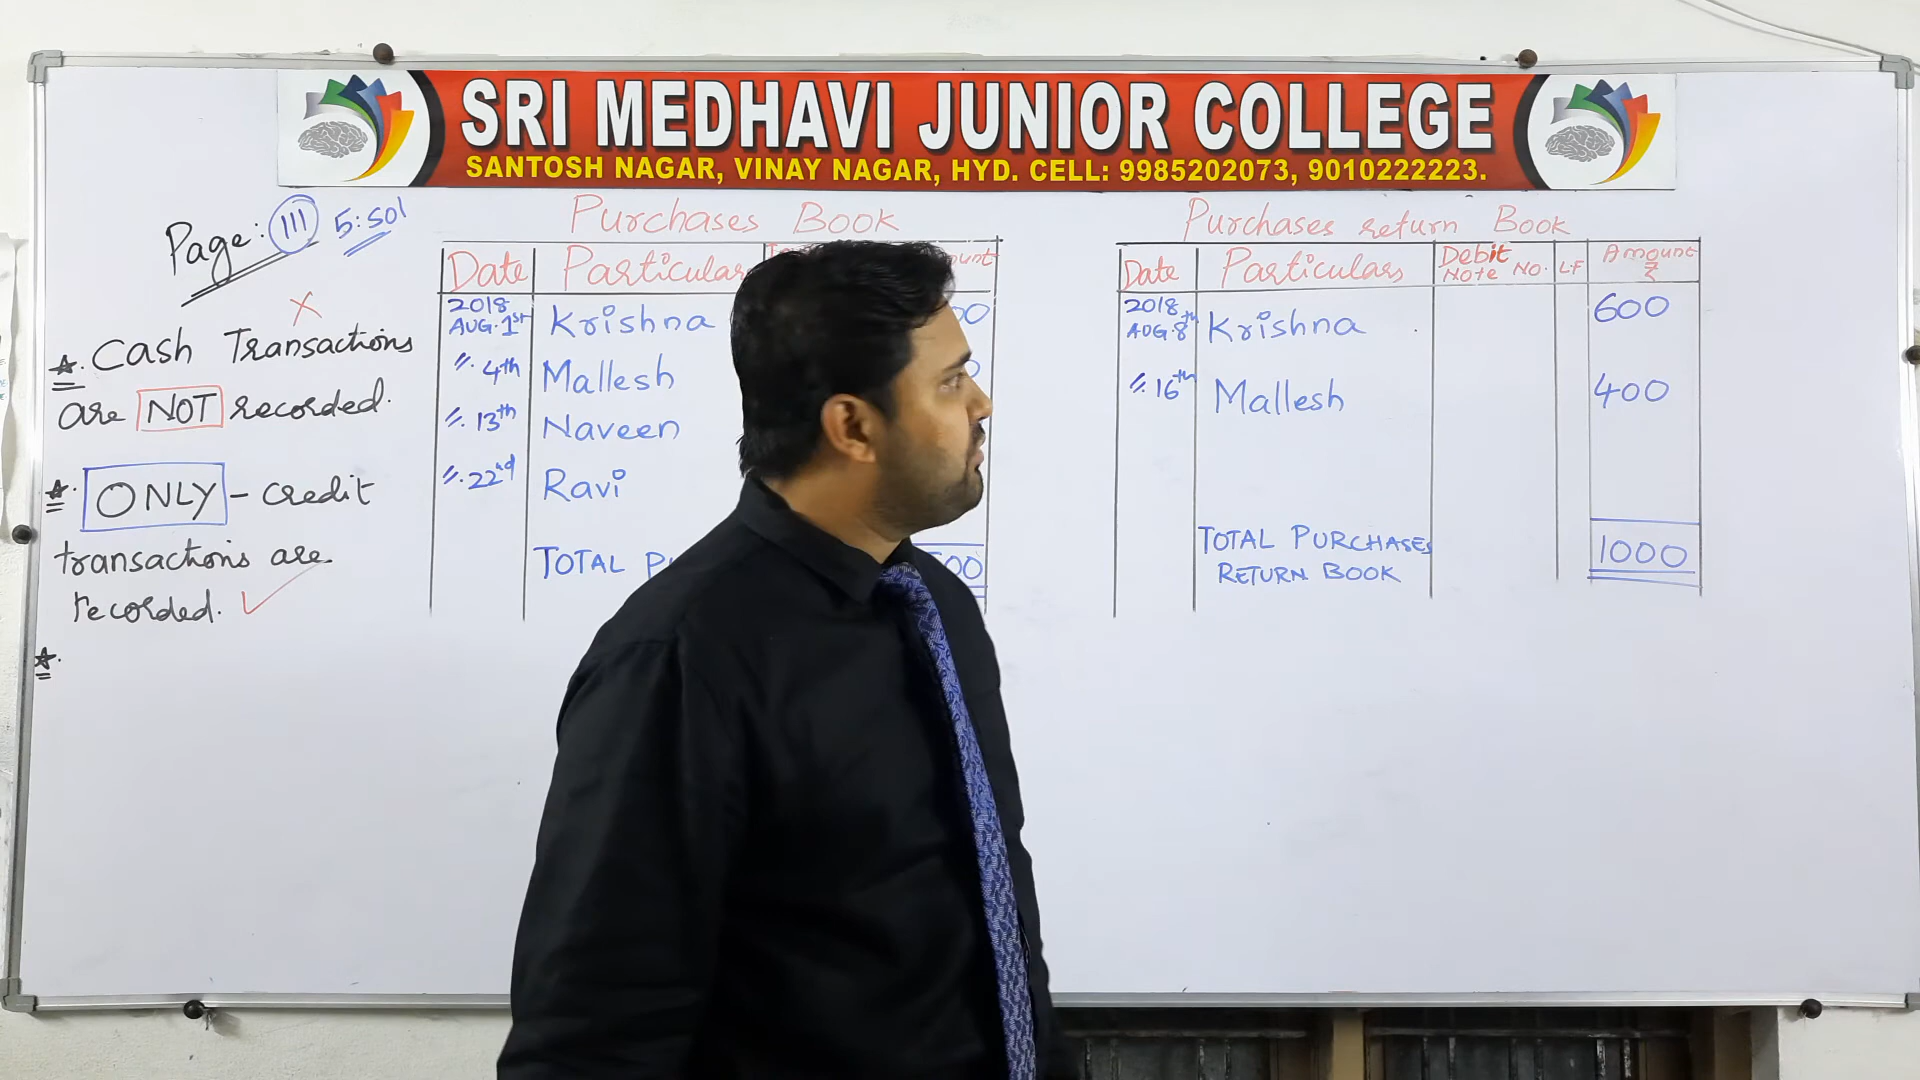 SRI MEDHAVI JUNIOR COLLEGE
SANTOSH NAGAR, VINAY NAGAR, HYD. CELL: 9985202073, 9010222223.
Page: 111 5:Sol
X
Cash Transactions
are NOT recorded.
ONLY - credit
transactions are
recorded.
Purchases Book
Date Particulars
2018
AUG. 1st Krishna
〃. 4th Mallesh
〃. 13th Naveen
〃. 22nd Ravi
TOTAL
Purchases return Book
Date Particulars Debit Note No. L.F Amount ₹
2018
AUG. 8th Krishna 600
〃. 16th Mallesh 400
TOTAL PURCHASES
RETURN BOOK 1000